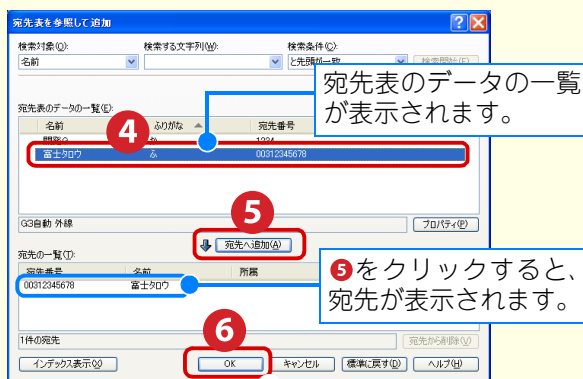 宛先表を参照して追加
検索対象(O): 検索する文字列(W): 検索条件(C):
名前 と先頭が一致 検索開始(F)
宛先表のデータの一覧
が表示されます。
宛先表のデータの一覧(E):
名前 ふりがな 宛先番号
4
1234
富士タロウ ふ 00312345678
G3自動 外線 プロパティ(P)
5
宛先へ追加(A)
宛先の一覧(T):
宛先番号 名前 所属
00312345678 富士タロウ
5をクリックすると、
宛先が表示されます。
6
1件の宛先 宛先から削除(V)
インデックス表示(X) OK キャンセル 標準に戻す(D) ヘルプ(H)